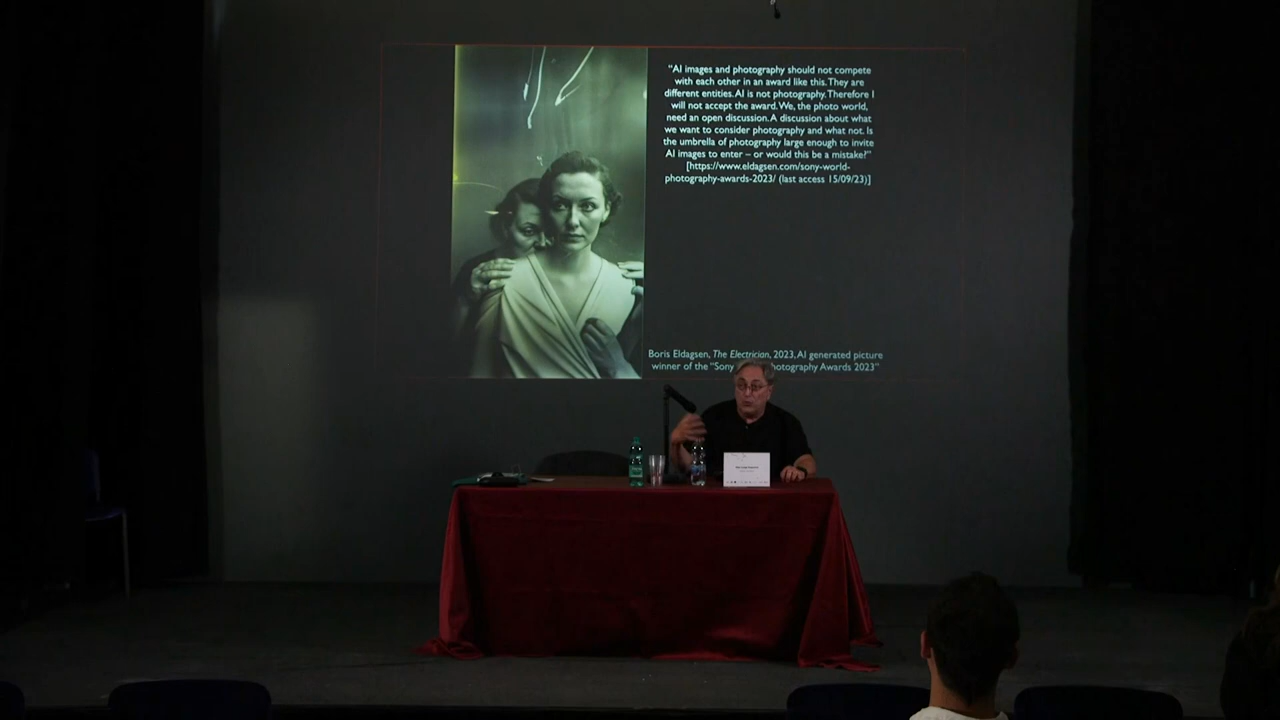 "AI images and photography should not compete
with each other in an award like this. They are
different entities. AI is not photography. Therefore I
will not accept the award. We, the photo world,
need an open discussion. A discussion about what
we want to consider photography and what not. Is
the umbrella of photography large enough to invite
AI images to enter – or would this be a mistake?"
[https://www.eldagsen.com/sony-world-
photography-awards-2023/ (last access 15/09/23)]
Boris Eldagsen, The Electrician, 2023, AI generated picture
winner of the "Sony otography Awards 2023"